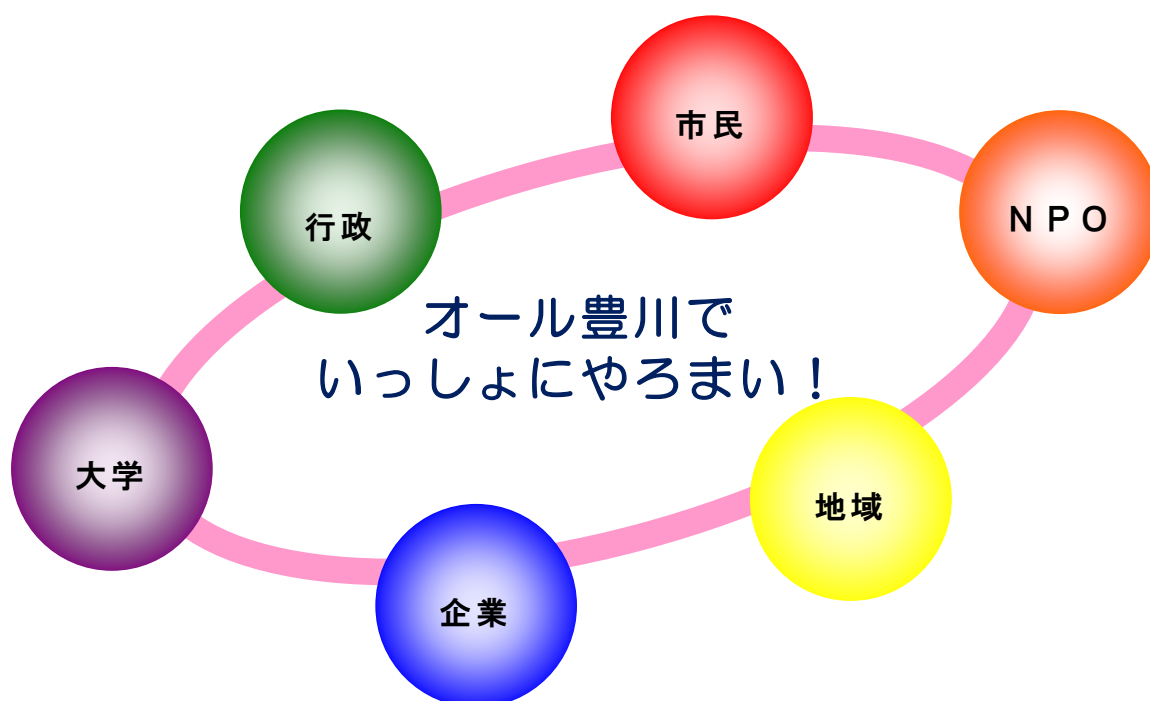 市民
行政
ＮＰＯ
オール豊川で
いっしょにやろまい！
大学
地域
企業